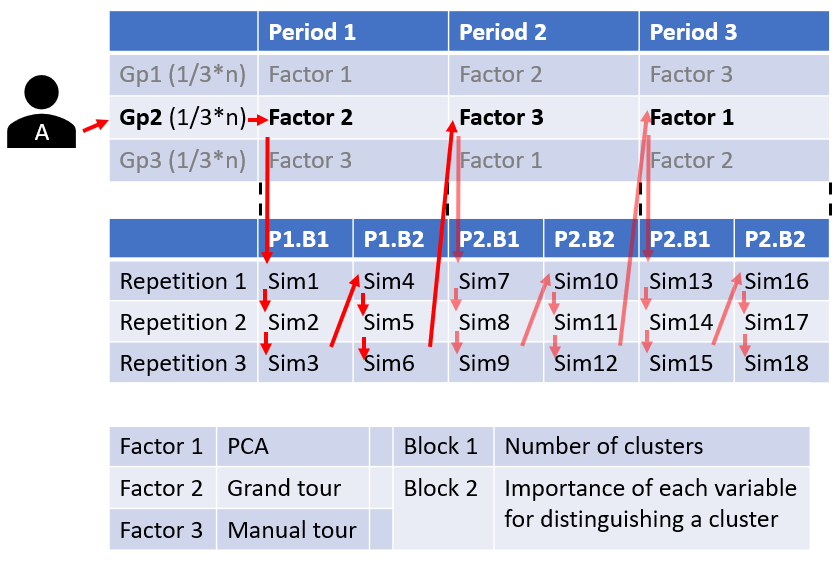 Period 1 Period 2 Period 3
Gp1 (1/3*n) Factor 1 Factor 2 Factor 3
A Gp2 (1/3*n) Factor 2 Factor 3 Factor 1
Gp3 (1/3*n) Factor 3 Factor 1 Factor 2
P1.B1 P1.B2 P2.B1 P2.B2 P2.B1 P2.B2
Repetition 1 Sim1 Sim4 Sim7 Sim10 Sim13 Sim16
Repetition 2 Sim2 Sim5 Sim8 Sim11 Sim14 Sim17
Repetition 3 Sim3 Sim6 Sim9 Sim12 Sim15 Sim18
Factor 1 PCA Block 1 Number of clusters
Factor 2 Grand tour Block 2 Importance of each variable
for distinguishing a cluster
Factor 3 Manual tour